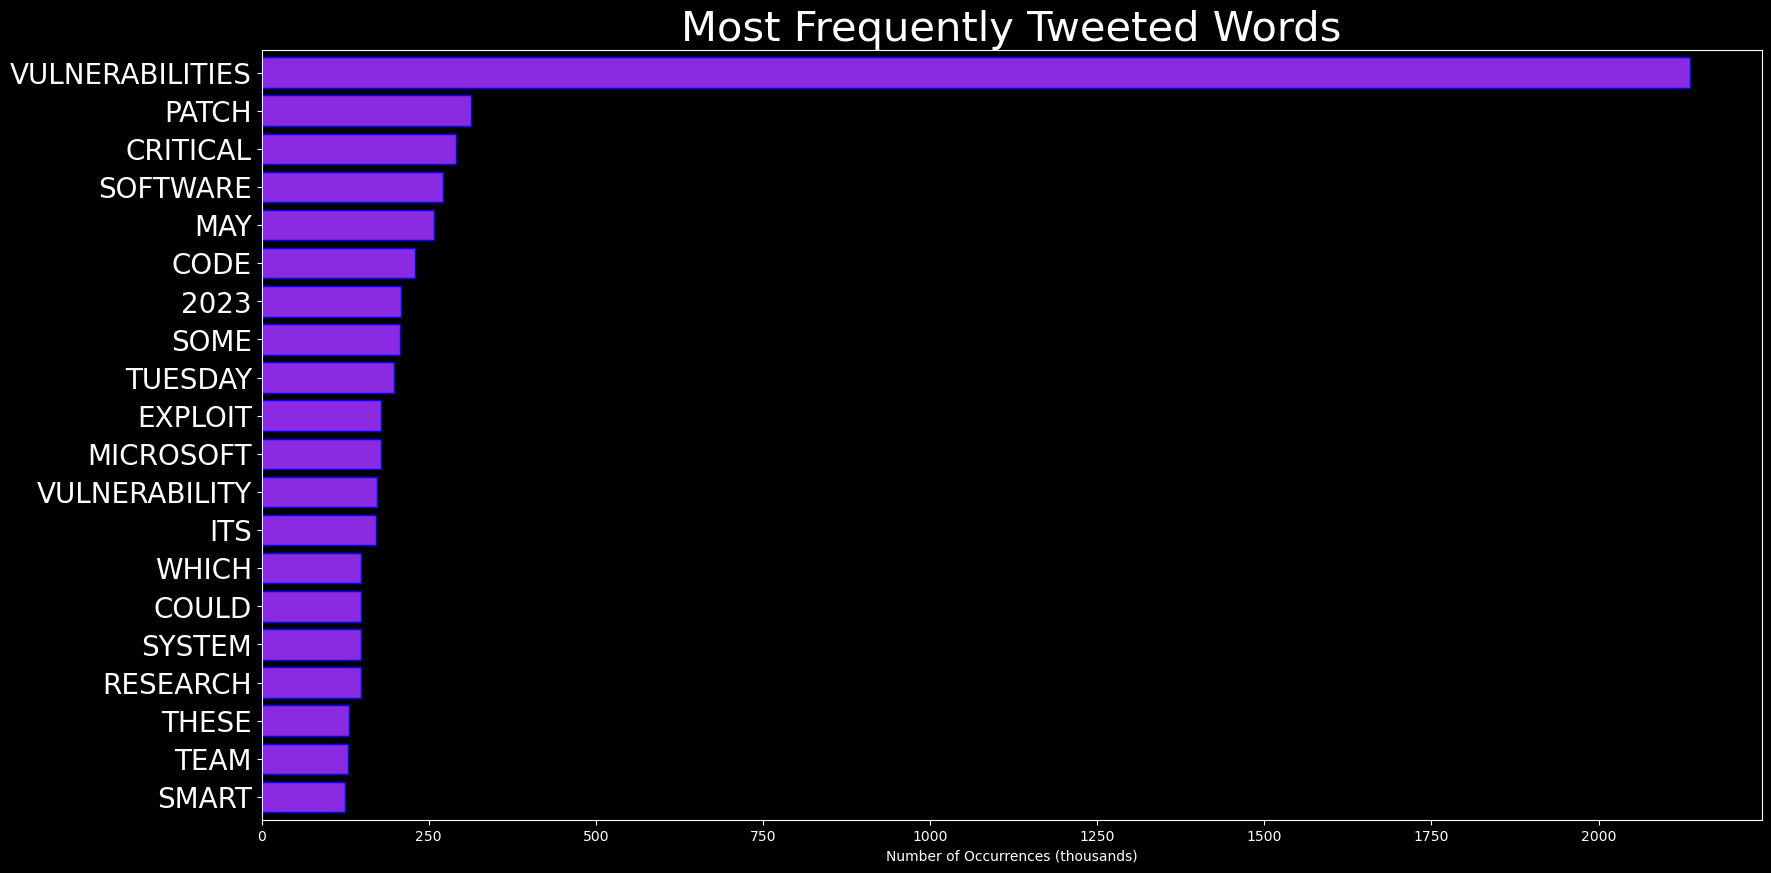 Most Frequently Tweeted Words
VULNERABILITIES
PATCH
CRITICAL
SOFTWARE
MAY
CODE
2023
SOME
TUESDAY
EXPLOIT
MICROSOFT
VULNERABILITY
ITS
WHICH
COULD
SYSTEM
RESEARCH
THESE
TEAM
SMART
0 250 500 750 1000 1250 1500 1750 2000
Number of Occurrences (thousands)